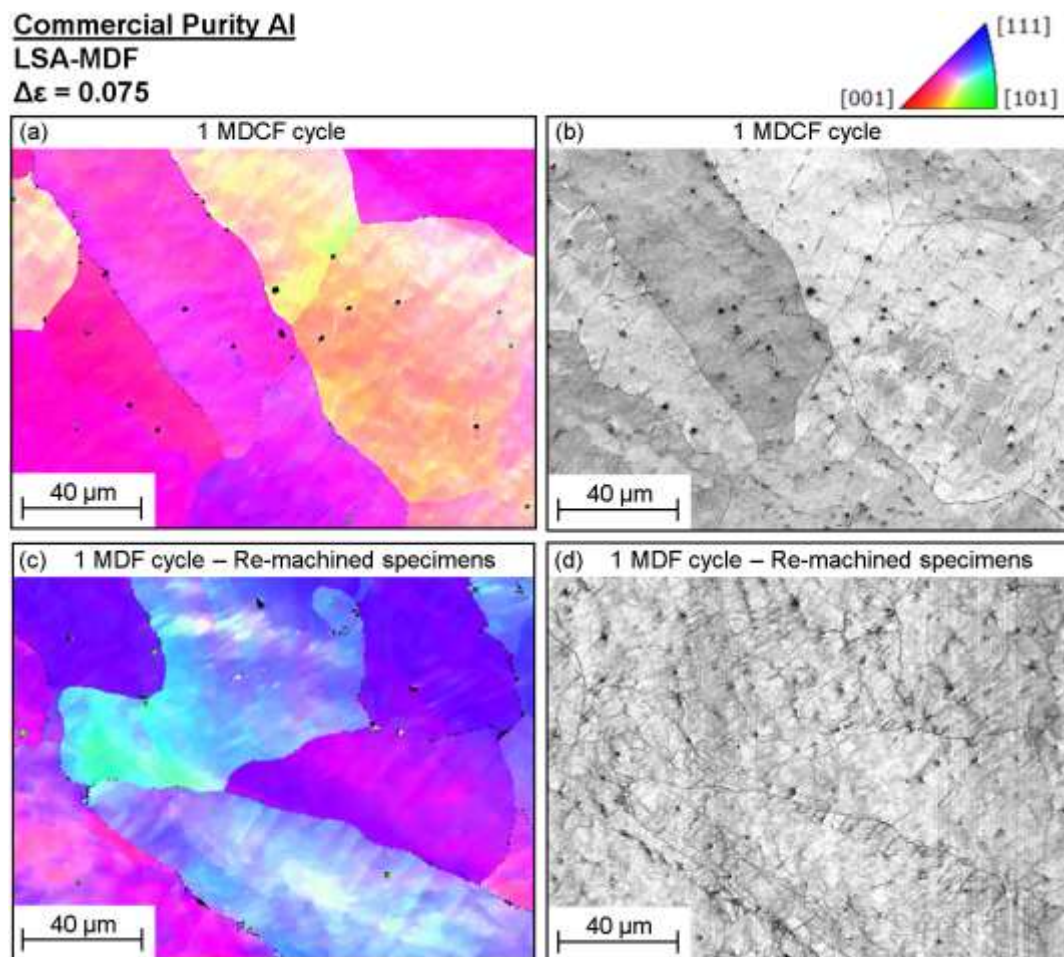 Commercial Purity Al
LSA-MDF
Δε = 0.075
[111]
[001]
[101]
(a) 1 MDCF cycle
(b) 1 MDCF cycle
40 µm
40 µm
(c) 1 MDF cycle – Re-machined specimens
(d) 1 MDF cycle – Re-machined specimens
40 µm
40 µm